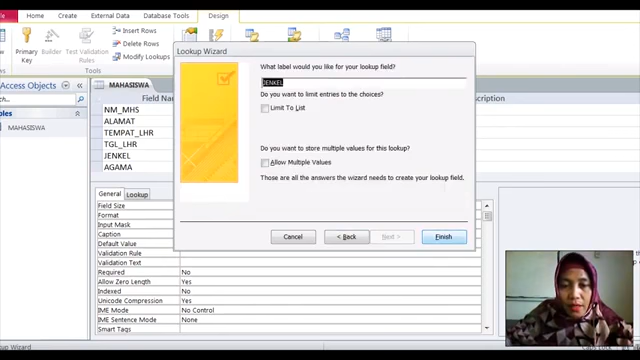 File
Home
Create
External Data
Database Tools
Design
Primary
Key
Builder
Test Validation
Rules
Insert Rows
Delete Rows
Modify Lookups
Access Objects
Search
MAHASISWA
MAHASISWA
Field Na
scription
NM_MHS
ALAMAT
TEMPAT_LHR
TGL_LHR
JENKEL
AGAMA
Lookup Wizard
What label would you like for your lookup field?
JENKEL
Do you want to limit entries to the choices?
Limit To List
Do you want to store multiple values for this lookup?
Allow Multiple Values
Those are all the answers the wizard needs to create your lookup field.
Cancel
< Back
Next >
Finish
General
Lookup
Field Size
Format
Input Mask
Caption
Default Value
Validation Rule
Validation Text
Required No
Allow Zero Length Yes
Indexed No
Unicode Compression Yes
IME Mode No Control
IME Sentence Mode None
Smart Tags
up Wizard